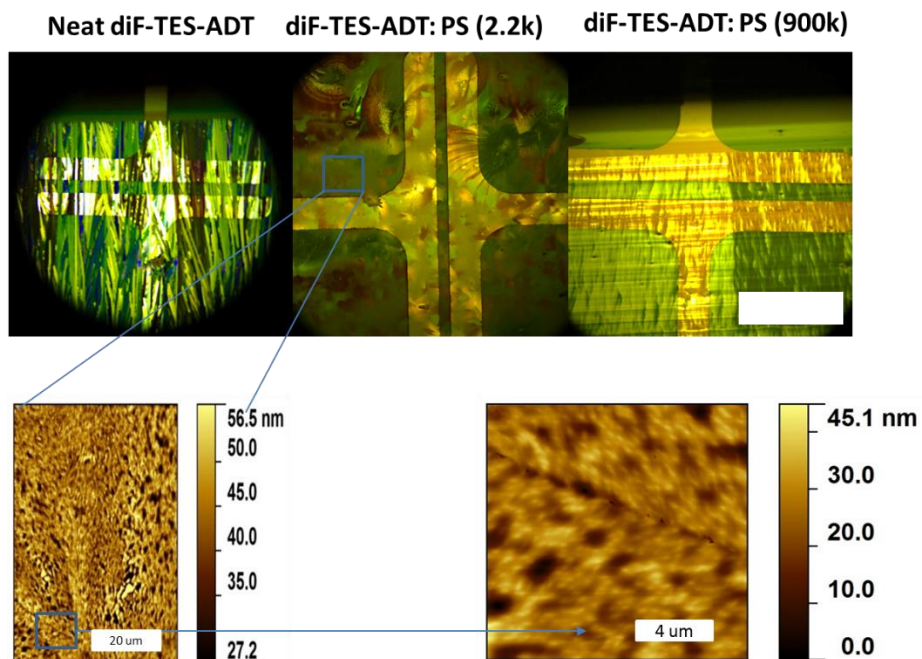 Neat diF-TES-ADT
diF-TES-ADT: PS (2.2k)
diF-TES-ADT: PS (900k)
56.5 nm
50.0
45.0
40.0
35.0
27.2
20 um
45.1 nm
30.0
20.0
10.0
0.0
4 um